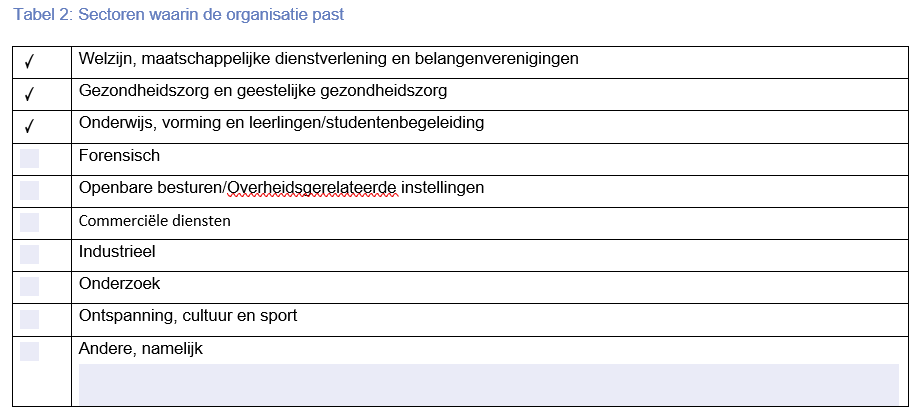 Tabel 2: Sectoren waarin de organisatie past
✓ Welzijn, maatschappelijke dienstverlening en belangenverenigingen
✓ Gezondheidszorg en geestelijke gezondheidszorg
✓ Onderwijs, vorming en leerlingen/studentenbegeleiding
Forensisch
Openbare besturen/Overheidsgerelateerde instellingen
Commerciële diensten
Industrieel
Onderzoek
Ontspanning, cultuur en sport
Andere, namelijk